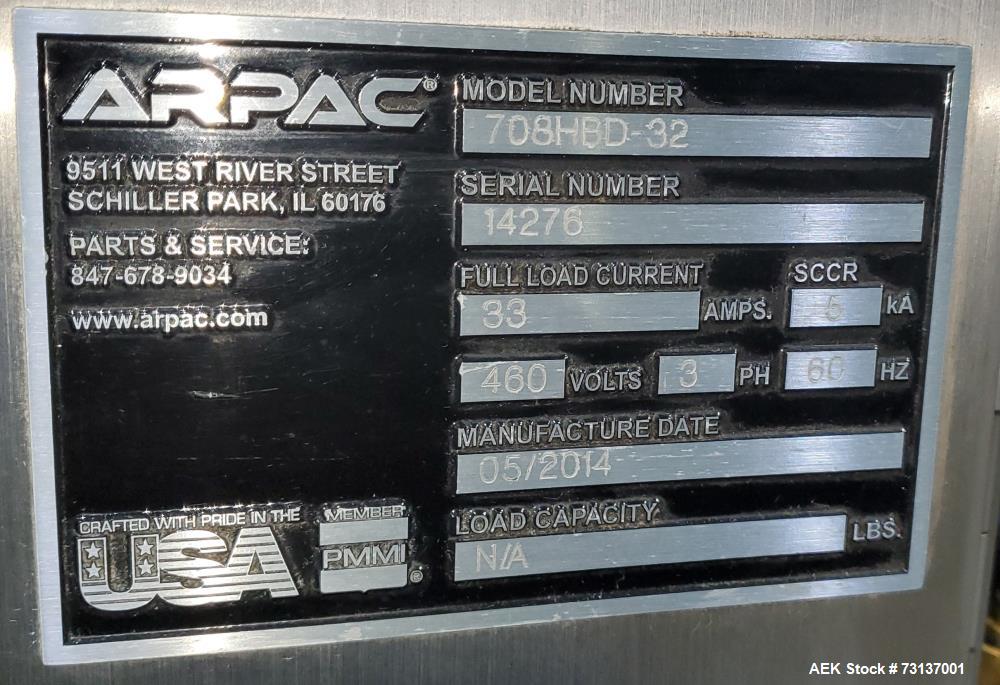 ARPAC®
9511 WEST RIVER STREET
SCHILLER PARK, IL 60176
PARTS & SERVICE:
847-678-9034
www.arpac.com
CRAFTED WITH PRIDE IN THE
USA
MEMBER
PMMI®
MODEL NUMBER
708HBD-32
SERIAL NUMBER
14276
FULL LOAD CURRENT
33 AMPS.
SCCR
5 kA
460 VOLTS 3 PH 60 HZ
MANUFACTURE DATE
05/2014
LOAD CAPACITY
N/A LBS.
AEK Stock #73137001